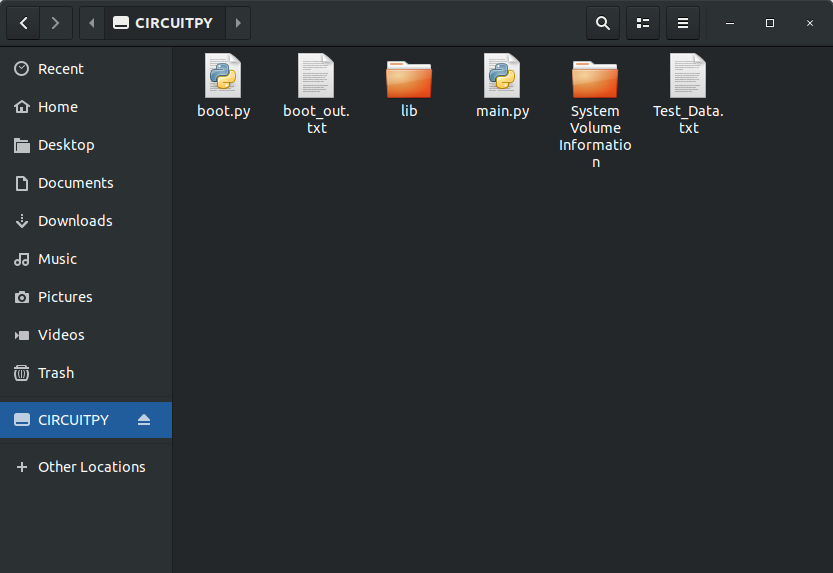 CIRCUITPY
Recent
Home
Desktop
Documents
Downloads
Music
Pictures
Videos
Trash
CIRCUITPY
Other Locations
boot.py
boot_out.
txt
lib
main.py
System
Volume
Informatio
n
Test_Data.
txt